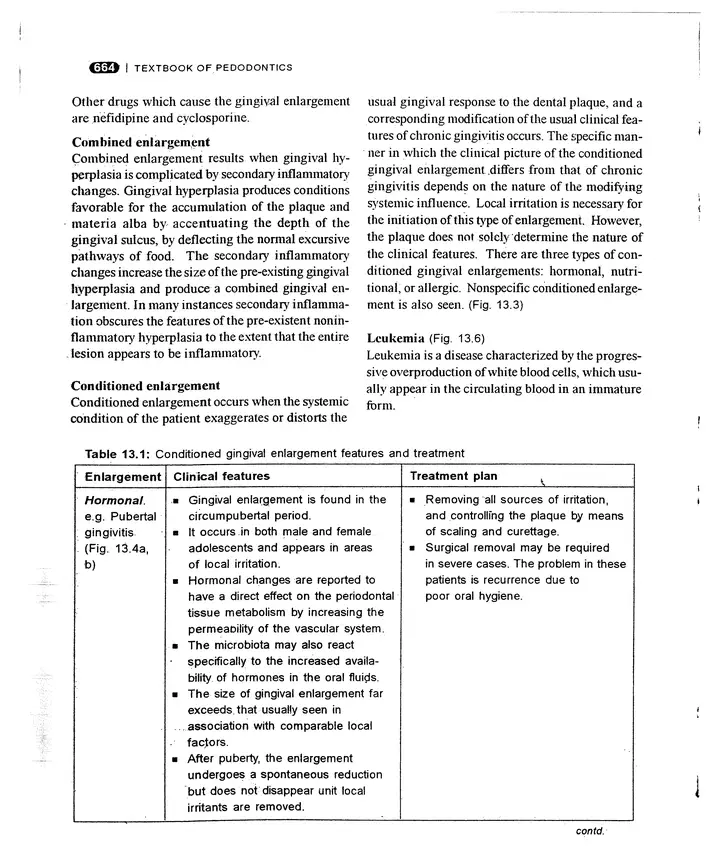 664 | TEXTBOOK OF PEDODONTICS
Other drugs which cause the gingival enlargement
are nefidipine and cyclosporine.
Combined enlargement
Combined enlargement results when gingival hy-
perplasia is complicated by secondary inflammatory
changes. Gingival hyperplasia produces conditions
favorable for the accumulation of the plaque and
materia alba by accentuating the depth of the
gingival sulcus, by deflecting the normal excursive
pathways of food. The secondary inflammatory
changes increase the size of the pre-existing gingival
hyperplasia and produce a combined gingival en-
largement. In many instances secondary inflamma-
tion obscures the features of the pre-existent nonin-
flammatory hyperplasia to the extent that the entire
lesion appears to be inflammatory.
Conditioned enlargement
Conditioned enlargement occurs when the systemic
condition of the patient exaggerates or distorts the
usual gingival response to the dental plaque, and a
corresponding modification of the usual clinical fea-
tures of chronic gingivitis occurs. The specific man-
ner in which the clinical picture of the conditioned
gingival enlargement differs from that of chronic
gingivitis depends on the nature of the modifying
systemic influence. Local irritation is necessary for
the initiation of this type of enlargement. However,
the plaque does not solely determine the nature of
the clinical features. There are three types of con-
ditioned gingival enlargements: hormonal, nutri-
tional, or allergic. Nonspecific conditioned enlarge-
ment is also seen. (Fig. 13.3)
Leukemia (Fig. 13.6)
Leukemia is a disease characterized by the progres-
sive overproduction of white blood cells, which usu-
ally appear in the circulating blood in an immature
form.
Table 13.1: Conditioned gingival enlargement features and treatment
Enlargement
Clinical features
Treatment plan
Hormonal.
e.g. Pubertal
gingivitis
(Fig. 13.4a,
b)
■ Gingival enlargement is found in the
circumpubertal period.
■ It occurs in both male and female
adolescents and appears in areas
of local irritation.
■ Hormonal changes are reported to
have a direct effect on the periodontal
tissue metabolism by increasing the
permeability of the vascular system.
■ The microbiota may also react
specifically to the increased availa-
bility of hormones in the oral fluids.
■ The size of gingival enlargement far
exceeds that usually seen in
association with comparable local
factors.
■ After puberty, the enlargement
undergoes a spontaneous reduction
but does not disappear unit local
irritants are removed.
■ Removing all sources of irritation,
and controlling the plaque by means
of scaling and curettage.
■ Surgical removal may be required
in severe cases. The problem in these
patients is recurrence due to
poor oral hygiene.
contd.